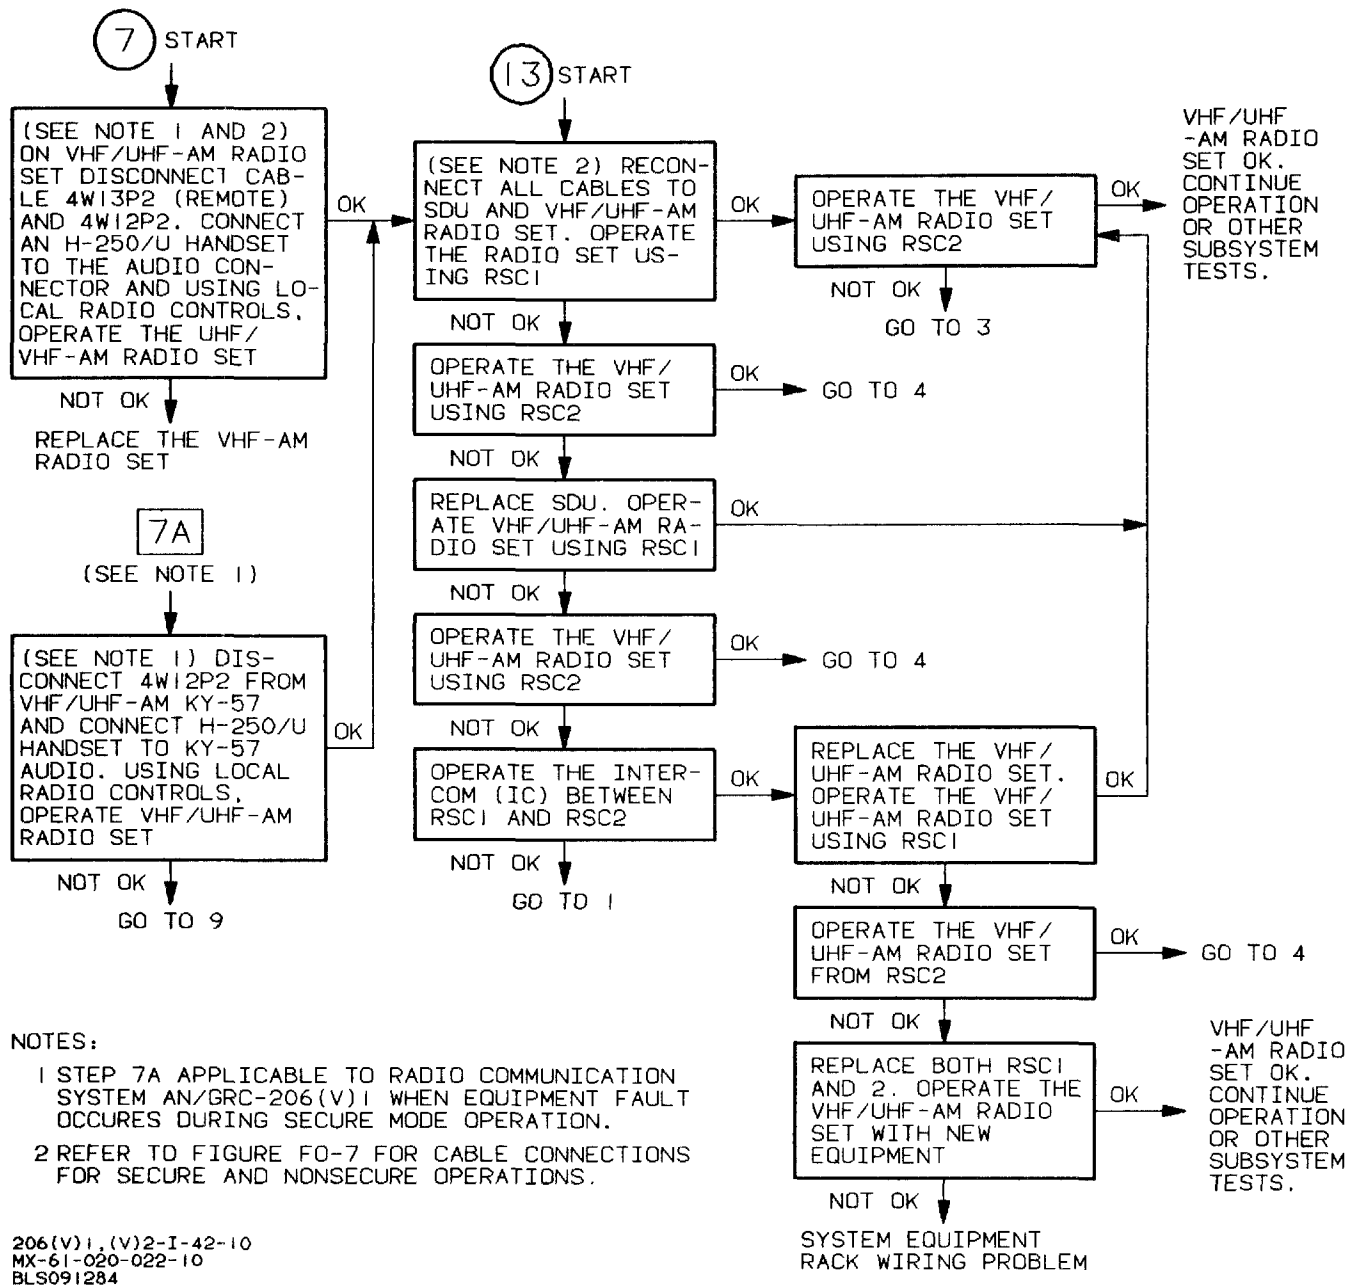 7 START
(SEE NOTE 1 AND 2)
ON VHF/UHF-AM RADIO
SET DISCONNECT CAB-
LE 4W13P2 (REMOTE)
AND 4W12P2. CONNECT
AN H-250/U HANDSET
TO THE AUDIO CON-
NECTOR AND USING LO-
CAL RADIO CONTROLS,
OPERATE THE UHF/
VHF-AM RADIO SET
OK
NOT OK
REPLACE THE VHF-AM
RADIO SET
7A
(SEE NOTE 1)
(SEE NOTE 1) DIS-
CONNECT 4W12P2 FROM
VHF/UHF-AM KY-57
AND CONNECT H-250/U
HANDSET TO KY-57
AUDIO. USING LOCAL
RADIO CONTROLS,
OPERATE VHF/UHF-AM
RADIO SET
OK
NOT OK
GO TO 9
13 START
(SEE NOTE 2) RECON-
NECT ALL CABLES TO
SDU AND VHF/UHF-AM
RADIO SET. OPERATE
THE RADIO SET US-
ING RSC1
OK
NOT OK
OPERATE THE VHF/
UHF-AM RADIO SET
USING RSC2
OK
GO TO 4
NOT OK
REPLACE SDU. OPER-
ATE VHF/UHF-AM RA-
DIO SET USING RSC1
OK
NOT OK
OPERATE THE VHF/
UHF-AM RADIO SET
USING RSC2
OK
GO TO 4
NOT OK
OPERATE THE INTER-
COM (IC) BETWEEN
RSC1 AND RSC2
OK
NOT OK
GO TO 1
OPERATE THE VHF/
UHF-AM RADIO SET
USING RSC2
OK
VHF/UHF
-AM RADIO
SET OK.
CONTINUE
OPERATION
OR OTHER
SUBSYSTEM
TESTS.
NOT OK
GO TO 3
REPLACE THE VHF/
UHF-AM RADIO SET.
OPERATE THE VHF/
UHF-AM RADIO SET
USING RSC1
OK
NOT OK
OPERATE THE VHF/
UHF-AM RADIO SET
FROM RSC2
OK
GO TO 4
NOT OK
REPLACE BOTH RSC1
AND 2. OPERATE THE
VHF/UHF-AM RADIO
SET WITH NEW
EQUIPMENT
OK
VHF/UHF
-AM RADIO
SET OK.
CONTINUE
OPERATION
OR OTHER
SUBSYSTEM
TESTS.
NOT OK
SYSTEM EQUIPMENT
RACK WIRING PROBLEM
NOTES:
1 STEP 7A APPLICABLE TO RADIO COMMUNICATION
SYSTEM AN/GRC-206(V)1 WHEN EQUIPMENT FAULT
OCCURES DURING SECURE MODE OPERATION.
2 REFER TO FIGURE FO-7 FOR CABLE CONNECTIONS
FOR SECURE AND NONSECURE OPERATIONS.
206(V)1,(V)2-I-42-10
MX-61-020-022-10
BLS091284